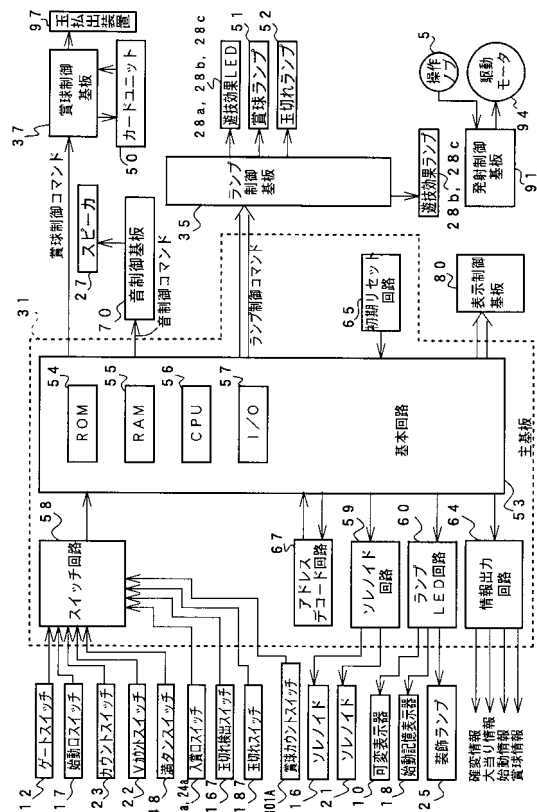 12
ゲートスイッチ
17
始動口スイッチ
23
カウントスイッチ
22
Vカウントスイッチ
48
満タンスイッチ
a,24a
入賞口スイッチ
167
玉切れ検出スイッチ
187
玉切れスイッチ
301A
賞球カウントスイッチ
16
ソレノイド
21
ソレノイド
10
可変表示器
18
始動記憶表示器
25
装飾ランプ
確変情報
大当り情報
始動情報
賞球情報
58
スイッチ回路
67
アドレス
デコード回路
59
ソレノイド
回路
60
ランプ
LED回路
64
情報出力
回路
31
54
ROM
55
RAM
56
CPU
57
I/O
基本回路
53
主基板
65
初期リセット
回路
80
表示制御
基板
賞球制御コマンド
27
スピーカ
70
音制御基板
音制御コマンド
ランプ制御コマンド
37
賞球制御
基板
97
玉払出装置
50
カードユニット
35
ランプ
制御
基板
28a, 28b, 28c
遊技効果LED
51
賞球ランプ
52
玉切れランプ
遊技効果ランプ
28b, 28c
5
操作
ノブ
駆動
モータ
94
発射制御
基板
91